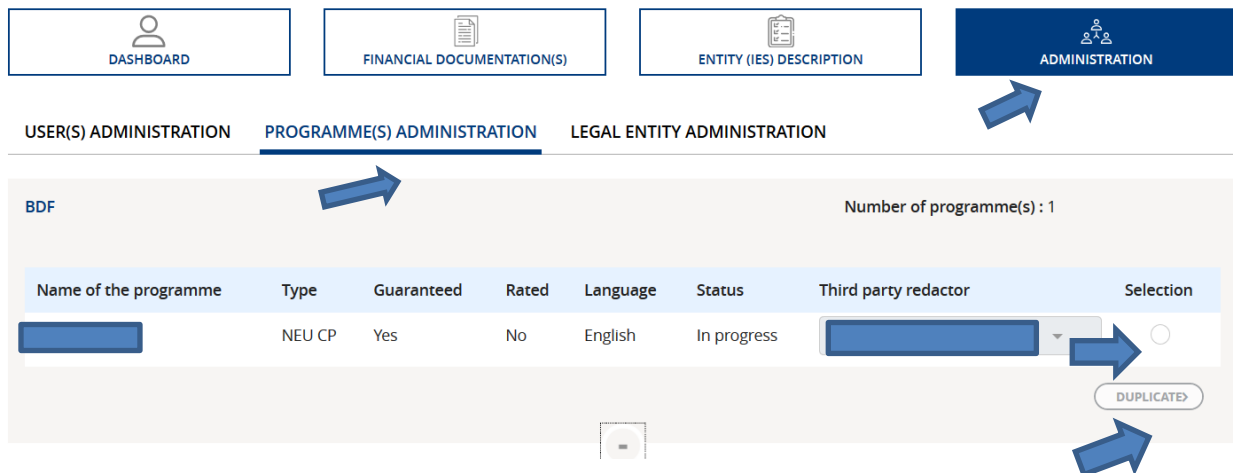 DASHBOARD
FINANCIAL DOCUMENTATION(S)
ENTITY (IES) DESCRIPTION
ADMINISTRATION
USER(S) ADMINISTRATION PROGRAMME(S) ADMINISTRATION LEGAL ENTITY ADMINISTRATION
BDF Number of programme(s) : 1
Name of the programme Type Guaranteed Rated Language Status Third party redactor Selection
NEU CP Yes No English In progress
DUPLICATE>
-